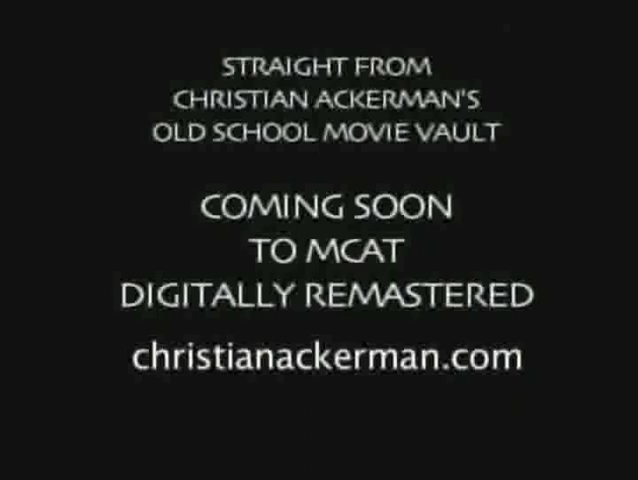 STRAIGHT FROM
CHRISTIAN ACKERMAN'S
OLD SCHOOL MOVIE VAULT
COMING SOON
TO MCAT
DIGITALLY REMASTERED
christianackerman.com